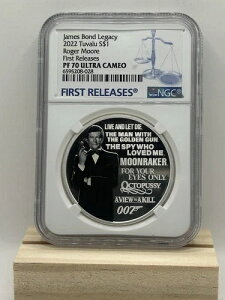 James Bond Legacy
2022 Tuvalu S$1
Roger Moore
First Releases
PF 70 ULTRA CAMEO
6595208-028
FIRST RELEASES
NGC
LIVE AND LET DIE
THE MAN WITH
THE GOLDEN GUN
THE SPY WHO
LOVED ME
MOONRAKER
FOR YOUR
EYES ONLY
OCTOPUSSY
A VIEW TO A KILL
007